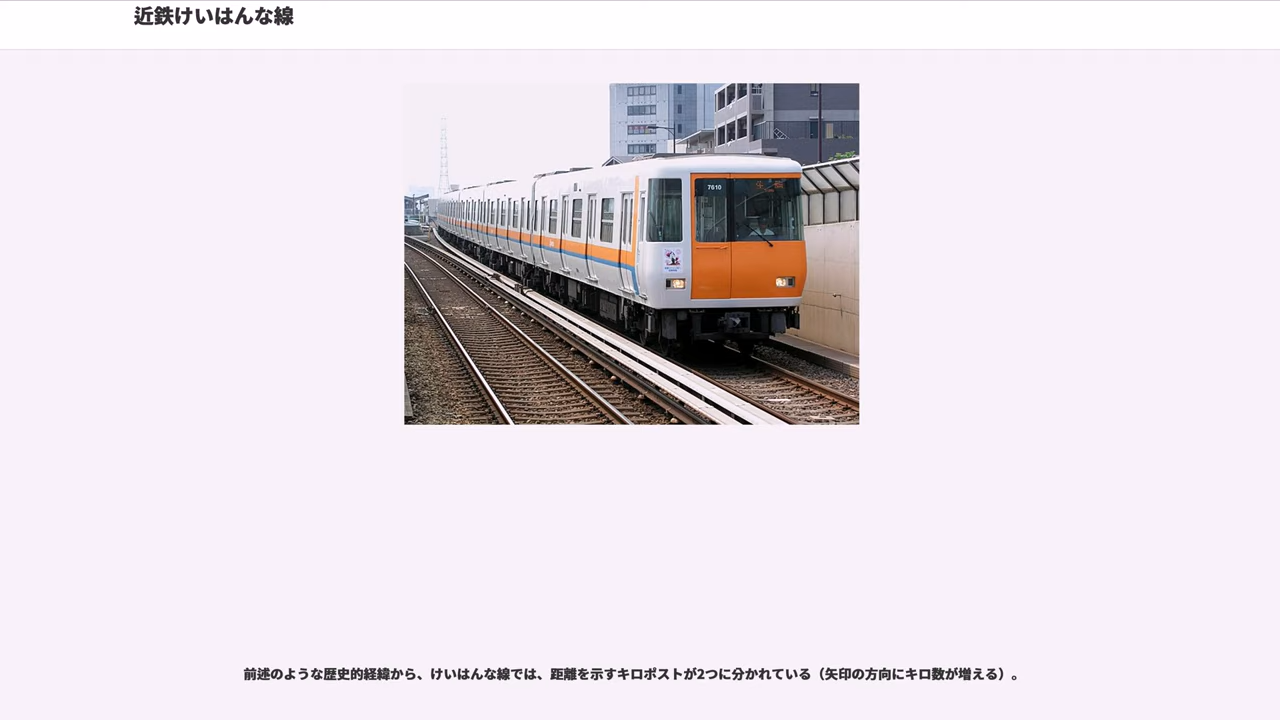 近鉄けいはんな線
7610
前述のような歴史的経緯から、けいはんな線では、距離を示すキロポストが2つに分かれている（矢印の方向にキロ数が増える）。